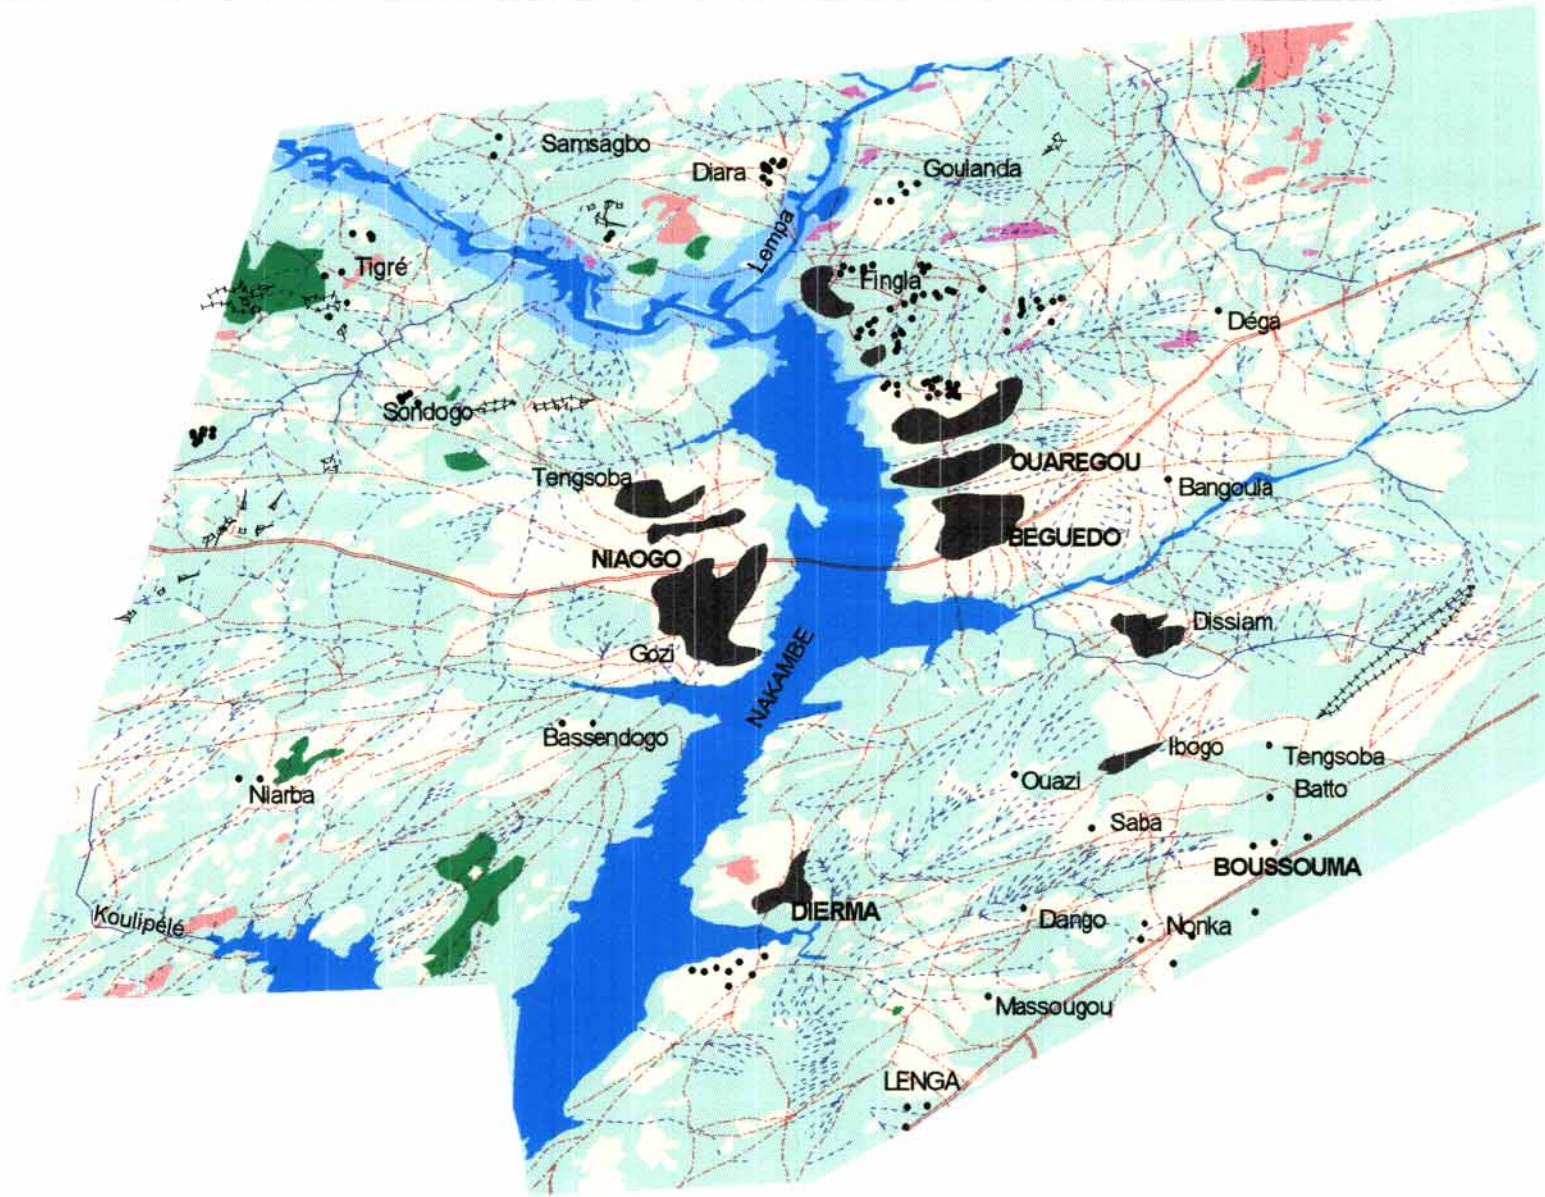 Samsagbo
Diara
Goulanda
Lempa
Tigré
Fingla
Déga
Sondogo
Tengsoba
OUAREGOU
Bangoula
NIAOGO
BEGUEDO
Gozi
Dissiam
NAKAMBE
Bassendogo
Ibogo
Tengsoba
Niarba
Ouazi
Batto
Saba
BOUSSOUMA
Koulipélé
DIERMA
Dango
Nonka
Massougou
LENGA